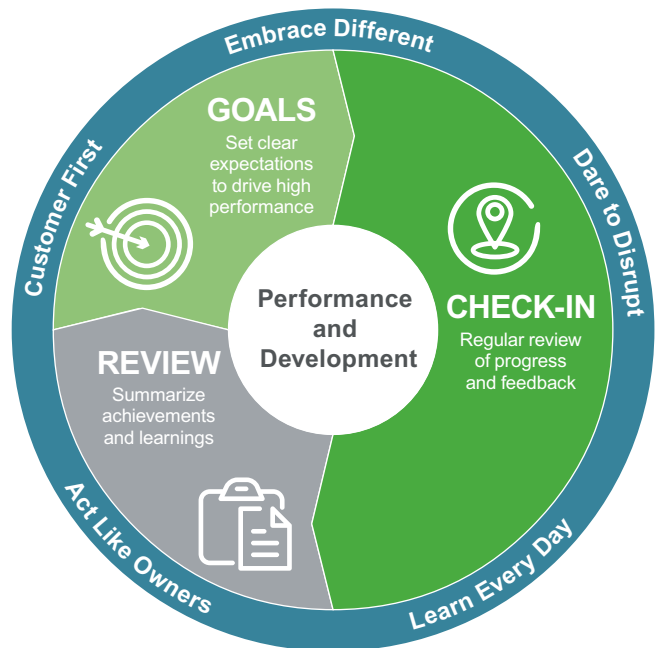 Embrace Different
Customer First
Dare to Disrupt
GOALS
Set clear
expectations
to drive high
performance
Performance
and
Development
CHECK-IN
Regular review
of progress
and feedback
REVIEW
Summarize
achievements
and learnings
Act Like Owners
Learn Every Day